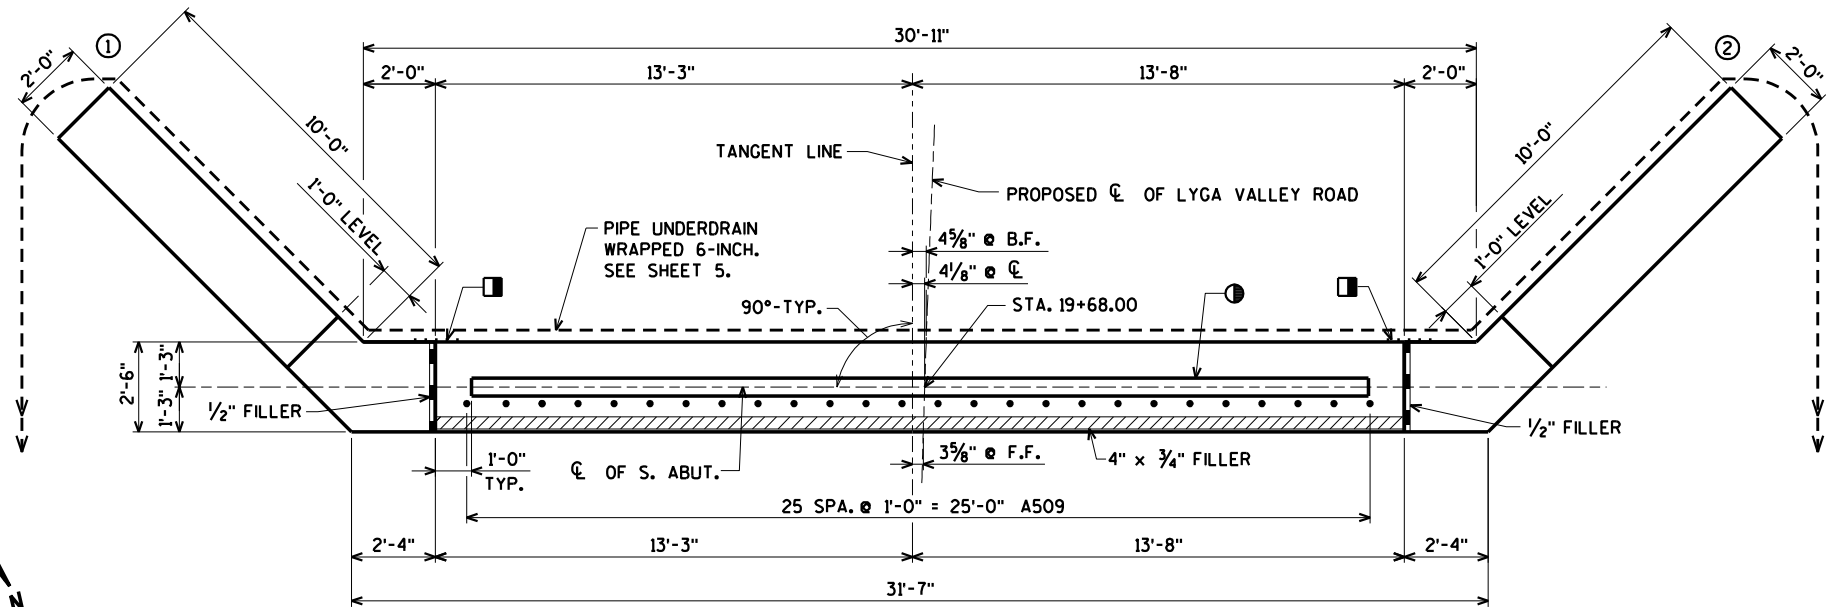 30'-11"
2'-0" 13'-3" 13'-8" 2'-0"
1
2'-0"
10'-0"
1'-0" LEVEL
2
2'-0"
10'-0"
1'-0" LEVEL
TANGENT LINE
PROPOSED ℄ OF LYGA VALLEY ROAD
PIPE UNDERDRAIN
WRAPPED 6-INCH.
SEE SHEET 5.
4⅝" @ B.F.
4⅛" @ ℄
90°-TYP.
STA. 19+68.00
2'-6"
1'-3"
1'-3"
½" FILLER
½" FILLER
1'-0"
TYP.
℄ OF S. ABUT.
3⅝" @ F.F.
4" x ¾" FILLER
25 SPA. @ 1'-0" = 25'-0" A509
2'-4" 13'-3" 13'-8" 2'-4"
31'-7"
N